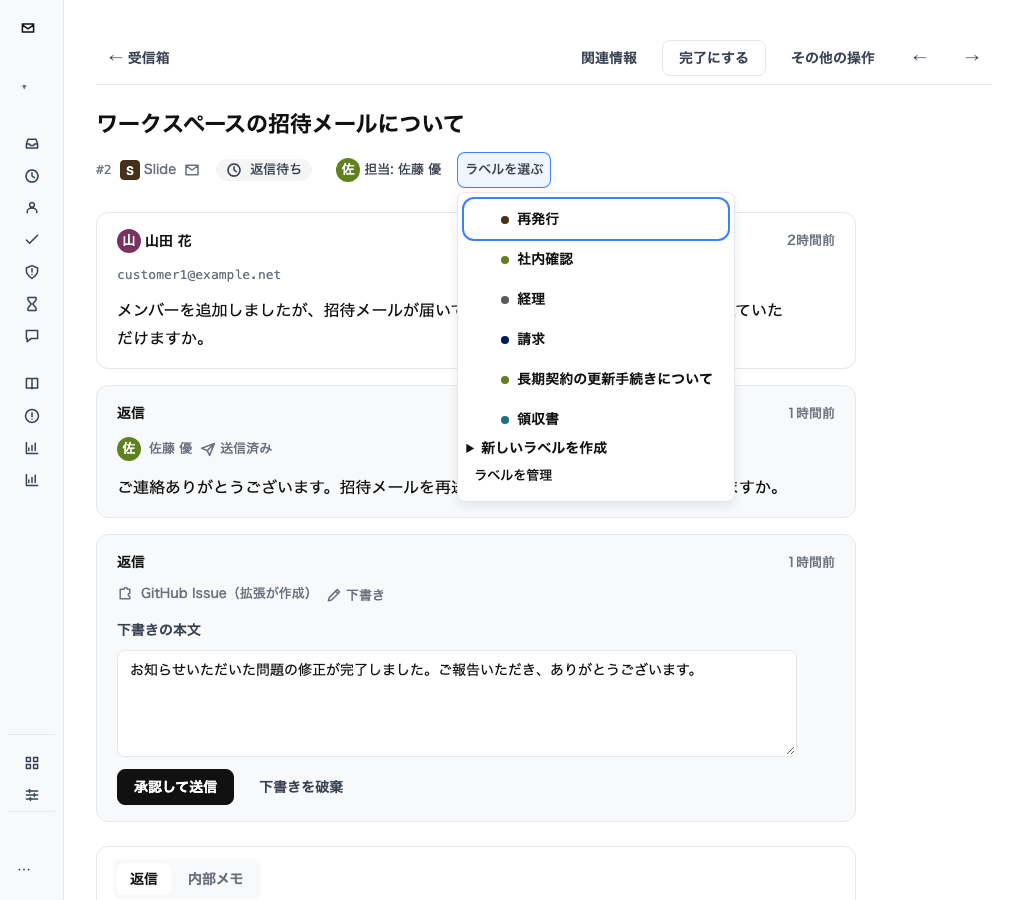 ← 受信箱
関連情報
完了にする
その他の操作
←
→
ワークスペースの招待メールについて
#2 S Slide 返信待ち 佐 担当: 佐藤 優 ラベルを選ぶ
再発行
社内確認
経理
請求
長期契約の更新手続きについて
領収書
新しいラベルを作成
ラベルを管理
山 山田 花
2時間前
customer1@example.net
メンバーを追加しましたが、招待メールが届いて
ていた
だけますか。
返信
1時間前
佐 佐藤 優 送信済み
ご連絡ありがとうございます。招待メールを再送
ますか。
返信
1時間前
GitHub Issue（拡張が作成） 下書き
下書きの本文
お知らせいただいた問題の修正が完了しました。ご報告いただき、ありがとうございます。
承認して送信
下書きを破棄
返信
内部メモ